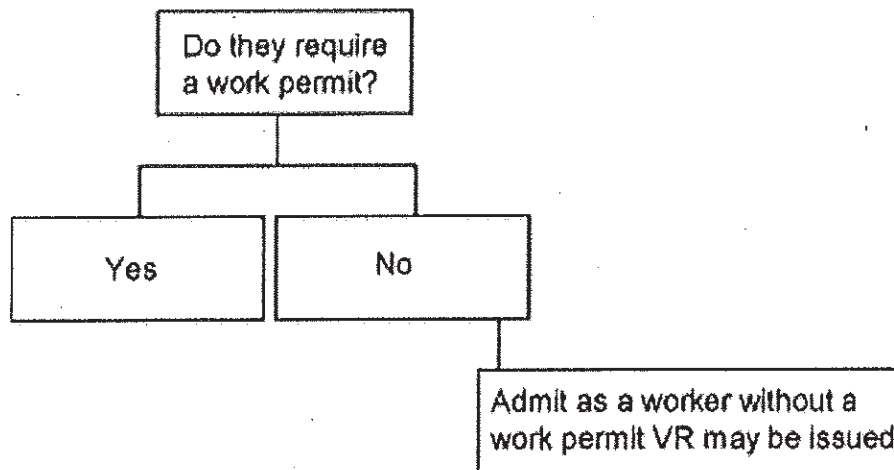 Do they require
a work permit?
Yes
No
Admit as a worker without a
work permit VR may be issued